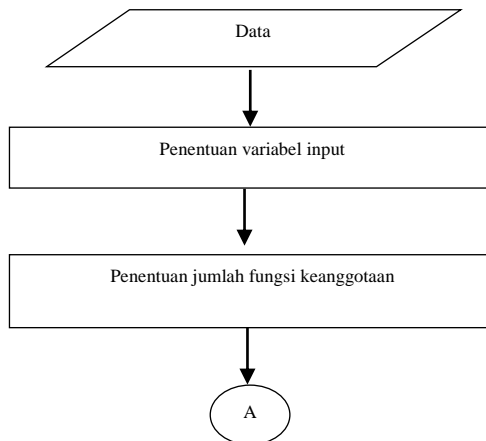 Data
Penentuan variabel input
Penentuan jumlah fungsi keanggotaan
A